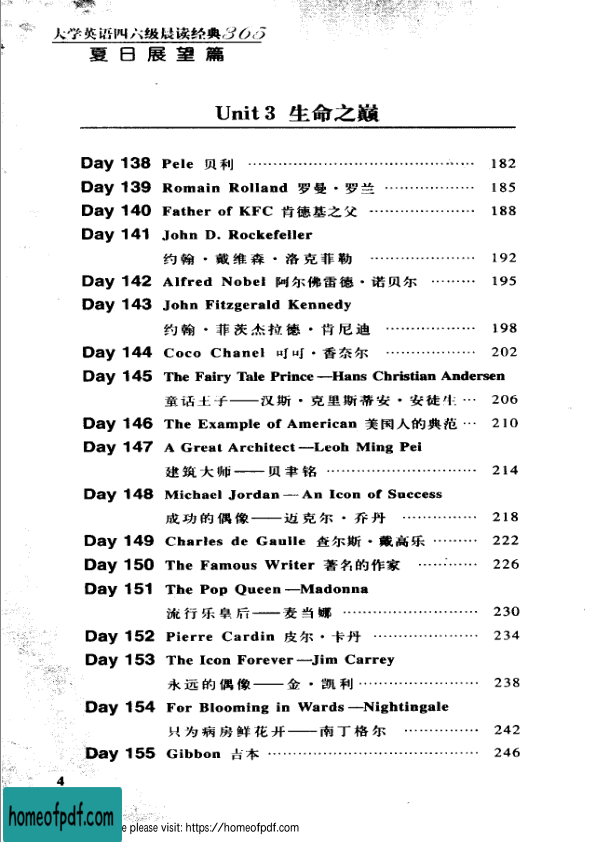 大学英语四六级晨读经典365
夏日展望篇
Unit 3 生命之巅
Day 138 Pele 贝利 ········ 182
Day 139 Romain Rolland 罗曼·罗兰 ········ 185
Day 140 Father of KFC 肯德基之父 ········ 188
Day 141 John D. Rockefeller
约翰·戴维森·洛克菲勒 ········ 192
Day 142 Alfred Nobel 阿尔佛雷德·诺贝尔 ········ 195
Day 143 John Fitzgerald Kennedy
约翰·菲茨杰拉德·肯尼迪 ········ 198
Day 144 Coco Chanel 可可·香奈尔 ········ 202
Day 145 The Fairy Tale Prince—Hans Christian Andersen
童话王子——汉斯·克里斯蒂安·安徒生 ··· 206
Day 146 The Example of American 美国人的典范 ··· 210
Day 147 A Great Architect—Leoh Ming Pei
建筑大师——贝聿铭 ········ 214
Day 148 Michael Jordan—An Icon of Success
成功的偶像——迈克尔·乔丹 ········ 218
Day 149 Charles de Gaulle 查尔斯·戴高乐 ········ 222
Day 150 The Famous Writer 著名的作家 ········ 226
Day 151 The Pop Queen—Madonna
流行乐皇后——麦当娜 ········ 230
Day 152 Pierre Cardin 皮尔·卡丹 ········ 234
Day 153 The Icon Forever—Jim Carrey
永远的偶像——金·凯利 ········ 238
Day 154 For Blooming in Wards—Nightingale
只为病房鲜花开——南丁格尔 ········ 242
Day 155 Gibbon 吉本 ········ 246
4
homeofpdf.com
e please visit: https://homeofpdf.com